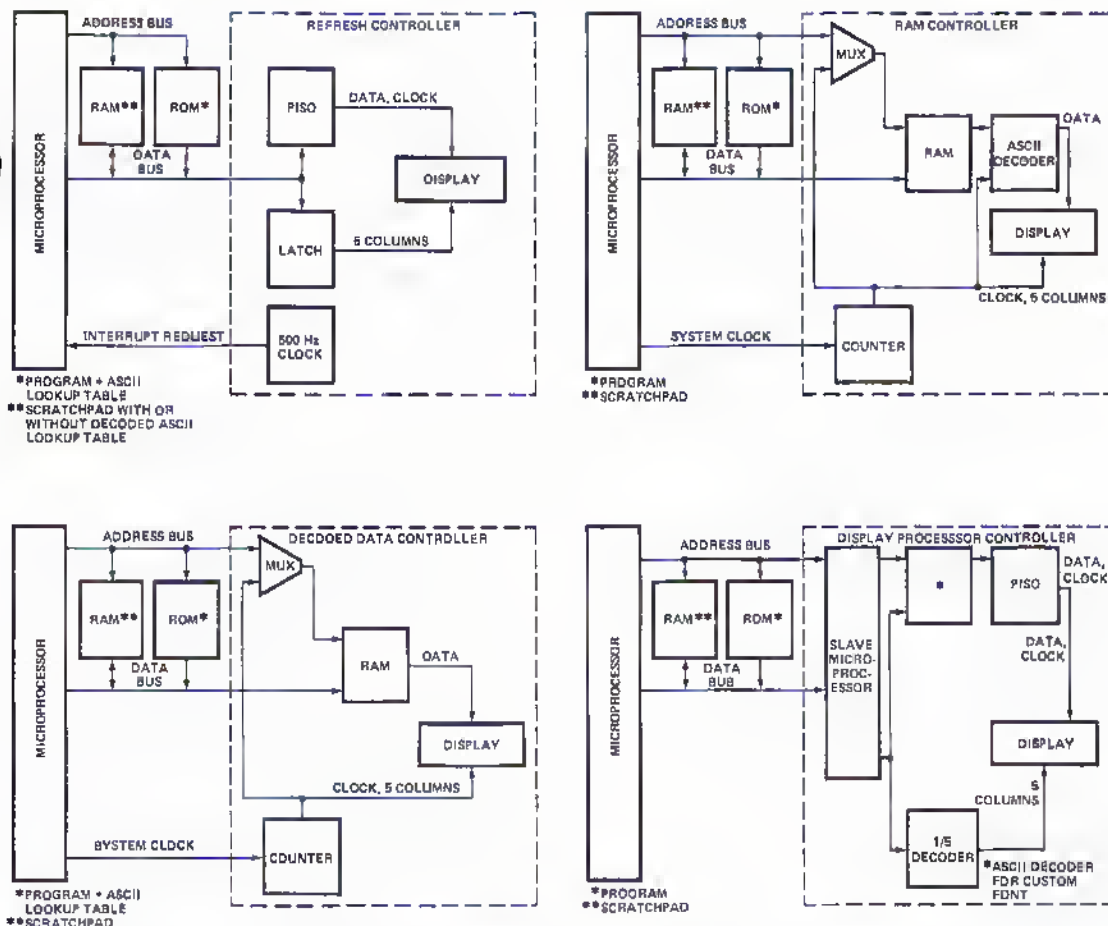 ADDRESS BUS
REFRESH CONTROLLER
MICROPROCESSOR
RAM**
ROM*
DATA
BUS
PISO
DATA, CLOCK
DISPLAY
LATCH
5 COLUMNS
INTERRUPT REQUEST
500 Hz
CLOCK
*PROGRAM + ASCII
LOOKUP TABLE
**SCRATCHPAD WITH OR
WITHOUT DECODED ASCII
LOOKUP TABLE
ADDRESS BUS
RAM CONTROLLER
MICROPROCESSOR
MUX
RAM**
ROM*
DATA
BUS
RAM
ASCII
DECODER
DATA
DISPLAY
CLOCK, 5 COLUMNS
SYSTEM CLOCK
COUNTER
*PROGRAM
**SCRATCHPAD
ADDRESS BUS
DECODED DATA CONTROLLER
MICROPROCESSOR
MUX
RAM**
ROM*
DATA
BUS
RAM
DATA
DISPLAY
CLOCK, 5 COLUMNS
SYSTEM CLOCK
COUNTER
*PROGRAM + ASCII
LOOKUP TABLE
**SCRATCHPAD
ADDRESS BUS
DISPLAY PROCESSSOR CONTROLLER
MICROPROCESSOR
RAM**
ROM*
DATA
BUS
SLAVE
MICRO-
PROC-
ESSOR
*
PISO
DATA,
CLOCK
DATA,
CLOCK
DISPLAY
5
COLUMNS
1/5
DECODER
*ASCII DECODER
FOR CUSTOM
FONT
*PROGRAM
**SCRATCHPAD